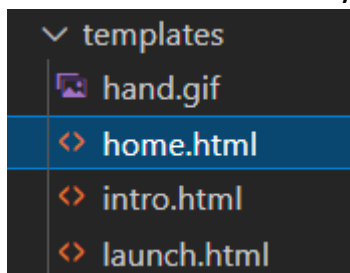 templates
hand.gif
home.html
intro.html
launch.html